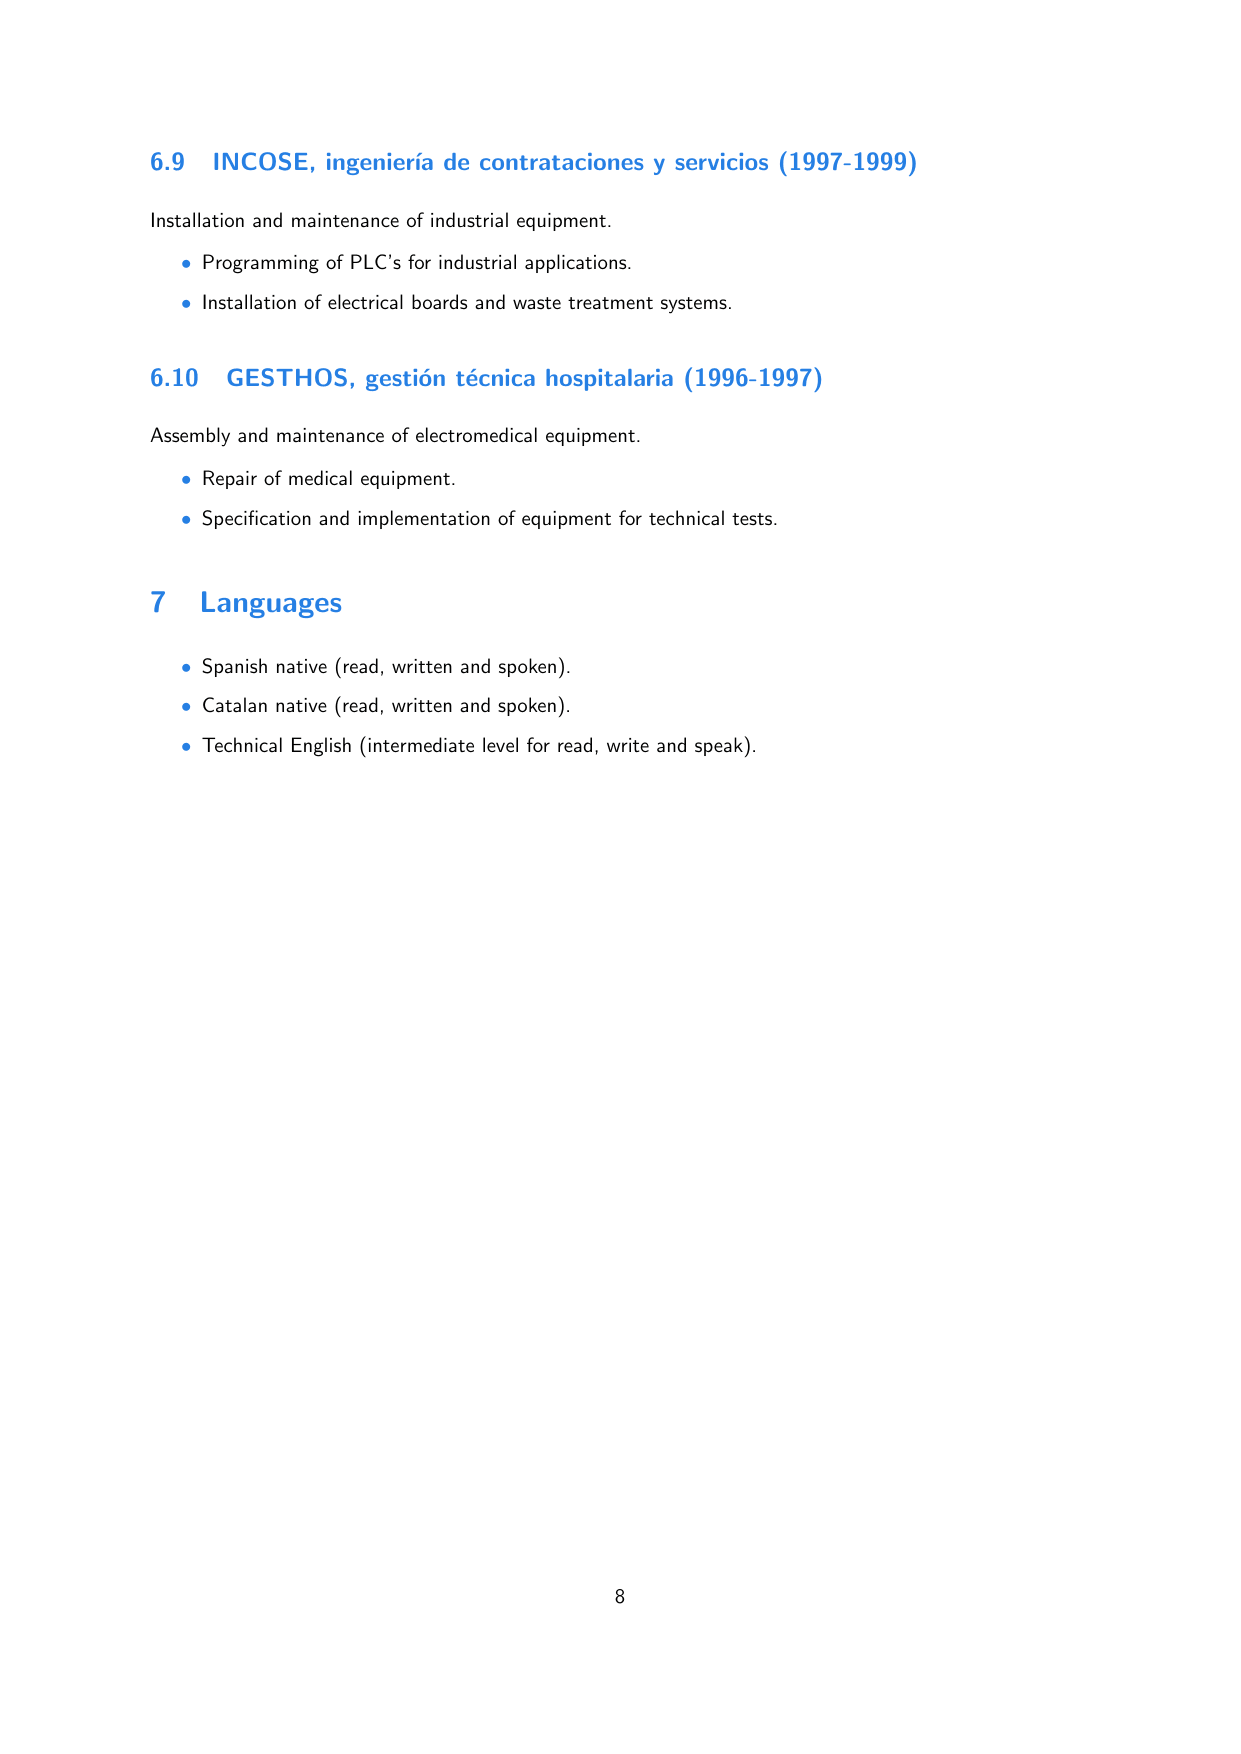 6.9 INCOSE, ingeniería de contrataciones y servicios (1997-1999)
Installation and maintenance of industrial equipment.
• Programming of PLC's for industrial applications.
• Installation of electrical boards and waste treatment systems.
6.10 GESTHOS, gestión técnica hospitalaria (1996-1997)
Assembly and maintenance of electromedical equipment.
• Repair of medical equipment.
• Specification and implementation of equipment for technical tests.
7 Languages
• Spanish native (read, written and spoken).
• Catalan native (read, written and spoken).
• Technical English (intermediate level for read, write and speak).
8